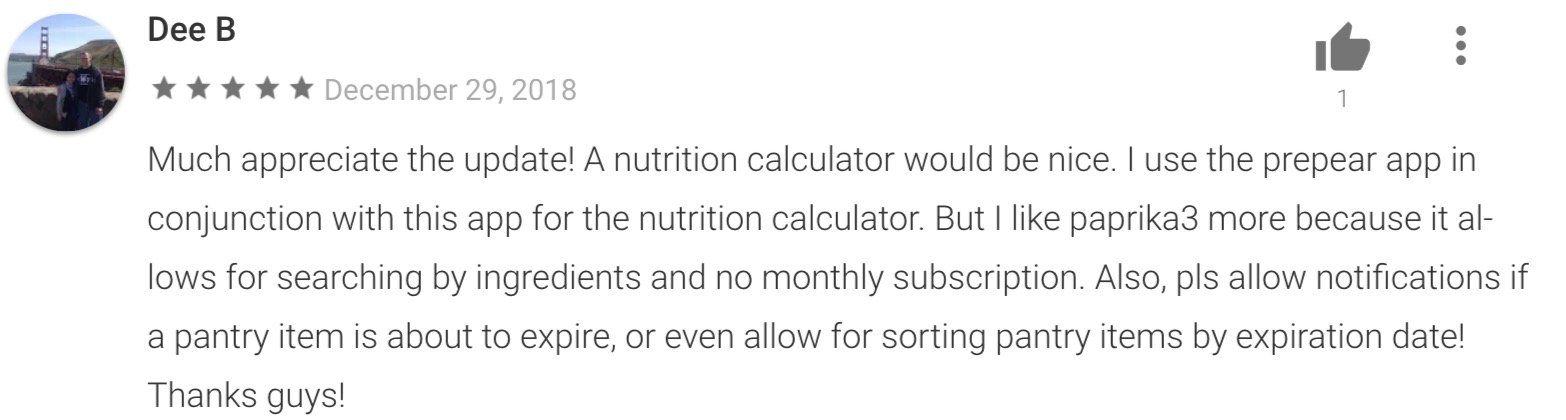 Dee B
December 29, 2018
1
Much appreciate the update! A nutrition calculator would be nice. I use the prepear app in
conjunction with this app for the nutrition calculator. But I like paprika3 more because it al-
lows for searching by ingredients and no monthly subscription. Also, pls allow notifications if
a pantry item is about to expire, or even allow for sorting pantry items by expiration date!
Thanks guys!